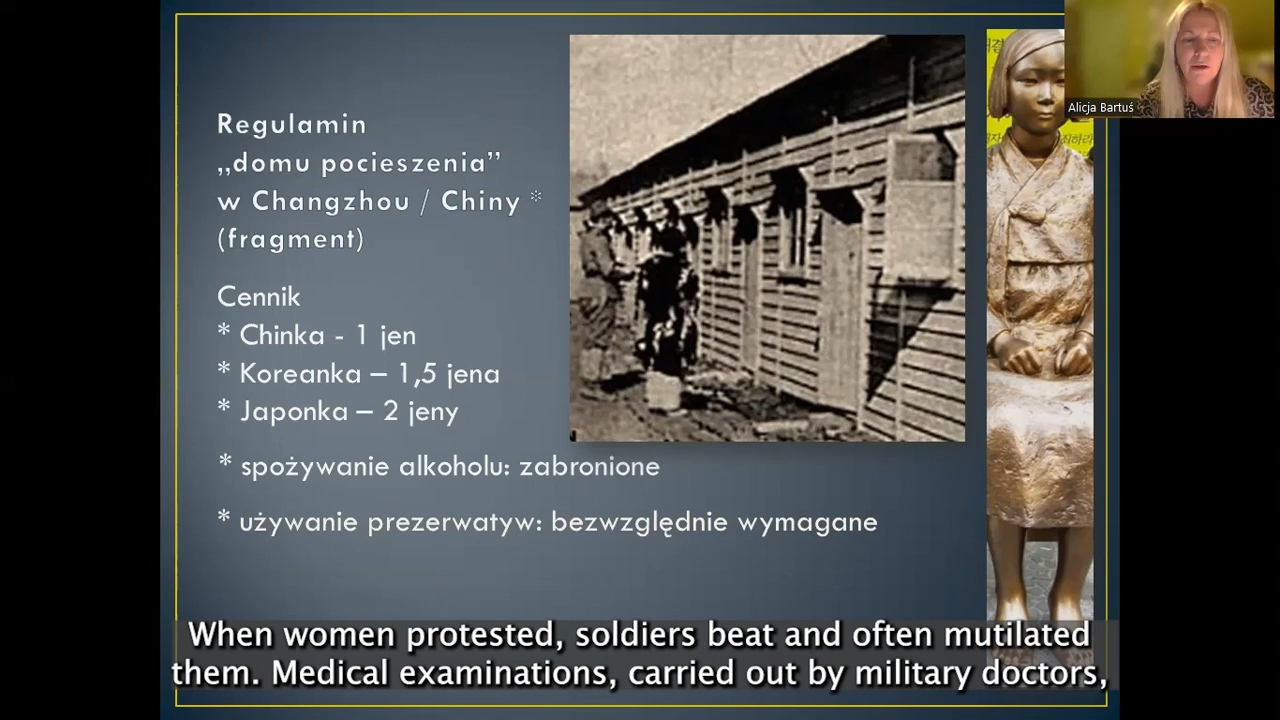 Regulamin
„domu pocieszenia”
w Changzhou / Chiny *
(fragment)
Cennik
* Chinka - 1 jen
* Koreanka – 1,5 jena
* Japonka – 2 jeny
* spożywanie alkoholu: zabronione
* używanie prezerwatyw: bezwzględnie wymagane
Alicja Bartuś
When women protested, soldiers beat and often mutilated
them. Medical examinations, carried out by military doctors,